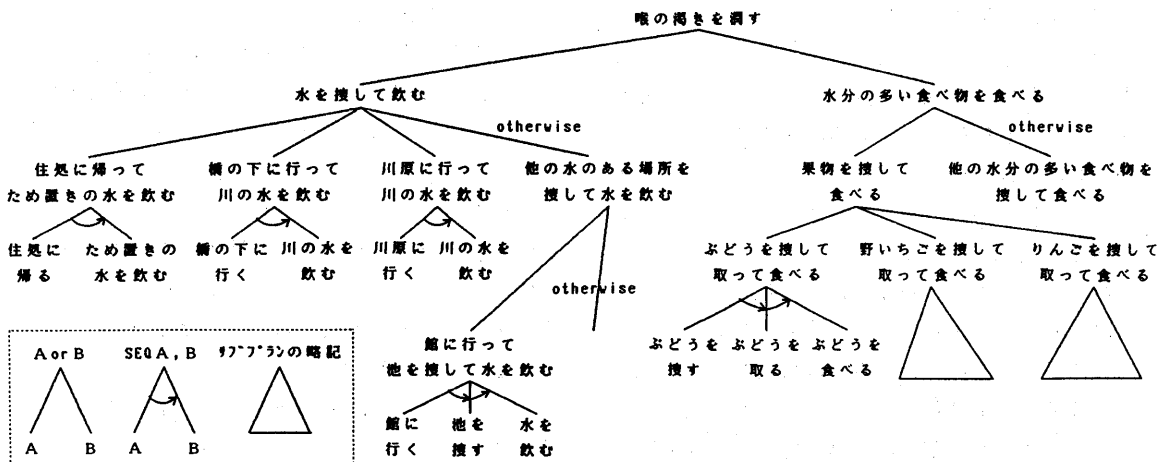 喉の渇きを潤す
水を捜して飲む
水分の多い食べ物を食べる
otherwise
otherwise
住処に帰って
ため置きの水を飲む
橋の下に行って
川の水を飲む
川原に行って
川の水を飲む
他の水のある場所を
捜して水を飲む
果物を捜して
食べる
他の水分の多い食べ物を
捜して食べる
住処に
帰る
ため置きの
水を飲む
橋の下に
行く
川の水を
飲む
川原に
行く
川の水を
飲む
ぶどうを捜して
取って食べる
野いちごを捜して
取って食べる
りんごを捜して
取って食べる
otherwise
館に行って
池を捜して水を飲む
ぶどうを
捜す
ぶどうを
取る
ぶどうを
食べる
館に
行く
池を
捜す
水を
飲む
A or B
SEQ A, B
ｻﾌﾞﾌﾟﾗﾝの略記
A B
A B